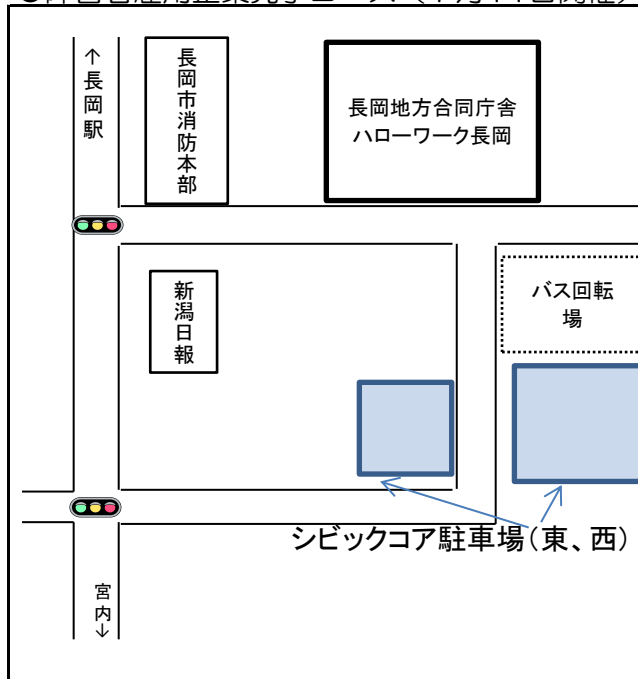 ↑長岡駅
長岡市消防本部
長岡地方合同庁舎
ハローワーク長岡
新潟日報
バス回転
場
シビックコア駐車場(東、西)
宮内↓